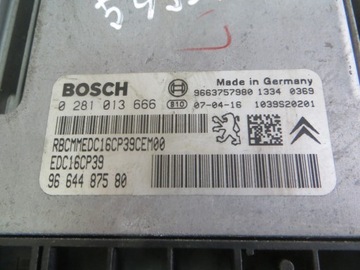 BOSCH
Made in Germany
9663757980 1334 0369
0 281 013 666 B10 07-04-16 1039S20201
RBCMMEDC16CP39CEM00
EDC16CP39
96 644 875 80